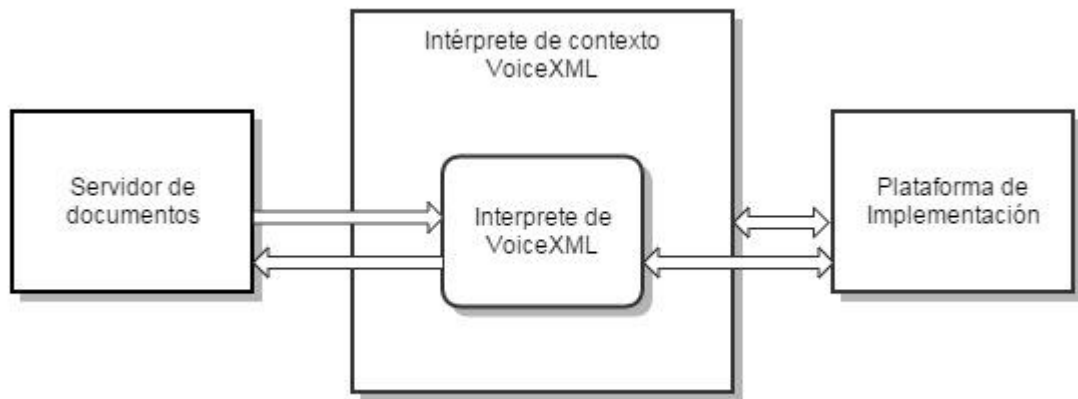 Intérprete de contexto
VoiceXML
Servidor de
documentos
Interprete de
VoiceXML
Plataforma de
Implementación